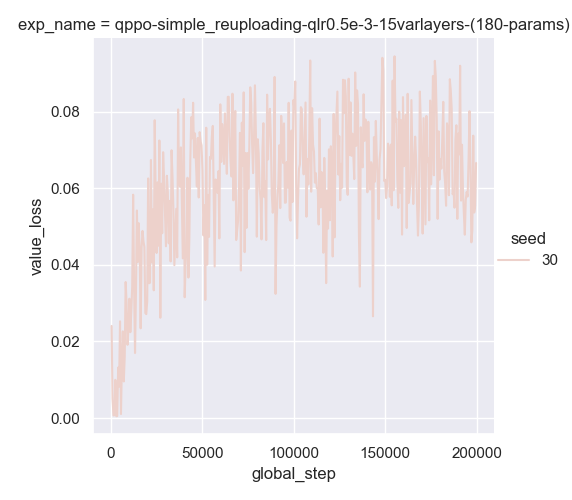 exp_name = qppo-simple_reuploading-qlr0.5e-3-15varlayers-(180-params)
value_loss
0.08
0.06
0.04
0.02
0.00
0 50000 100000 150000 200000
global_step
seed
30